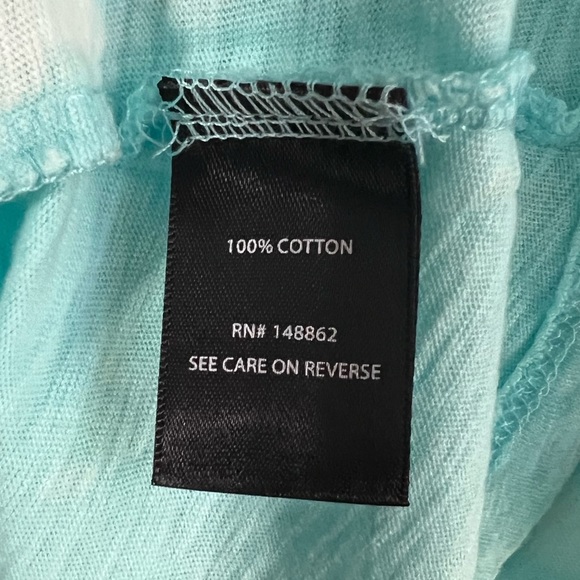 100% COTTON
RN# 148862
SEE CARE ON REVERSE